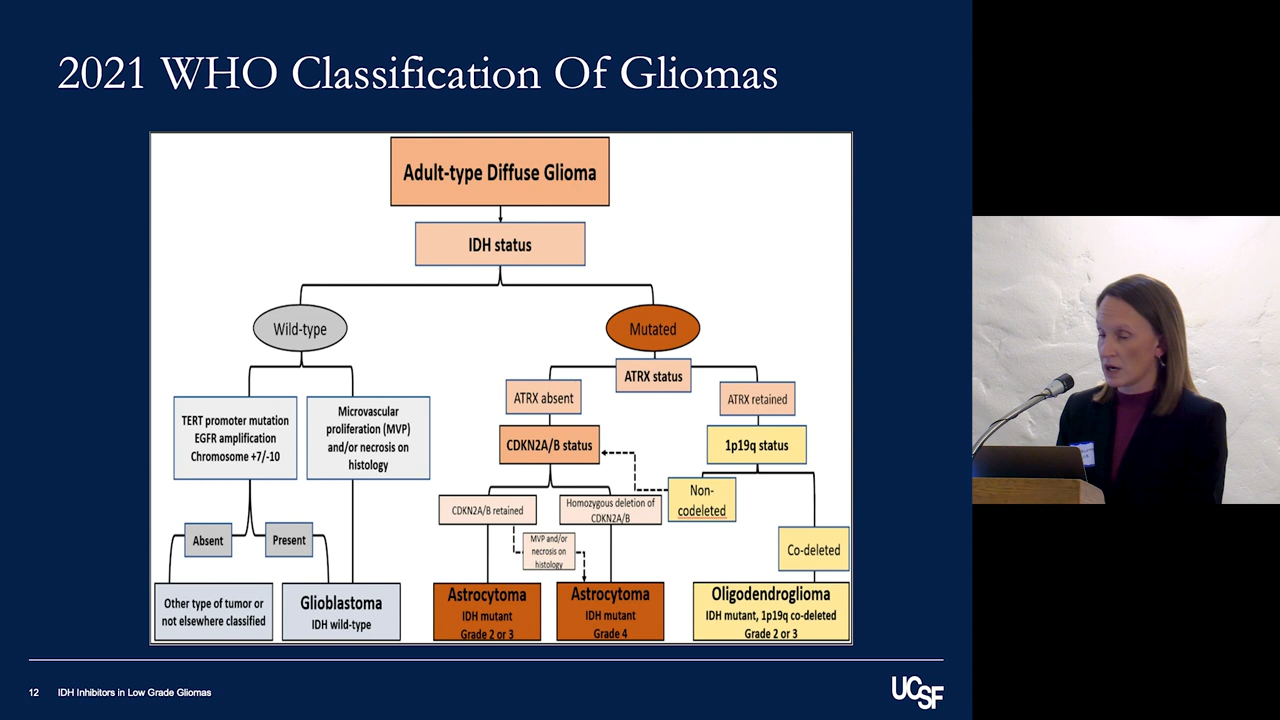 2021 WHO Classification Of Gliomas
Adult-type Diffuse Glioma
IDH status
Wild-type
Mutated
ATRX status
ATRX absent
ATRX retained
TERT promoter mutation
EGFR amplification
Chromosome +7/-10
Microvascular
proliferation (MVP)
and/or necrosis on
histology
CDKN2A/B status
1p19q status
Non-
codeleted
CDKN2A/B retained
Homozygous deletion of
CDKN2A/B
MVP and/or
necrosis on
histology
Absent
Present
Co-deleted
Other type of tumor or
not elsewhere classified
Glioblastoma
IDH wild-type
Astrocytoma
IDH mutant
Grade 2 or 3
Astrocytoma
IDH mutant
Grade 4
Oligodendroglioma
IDH mutant, 1p19q co-deleted
Grade 2 or 3
12 IDH Inhibitors in Low Grade Gliomas
UCSF